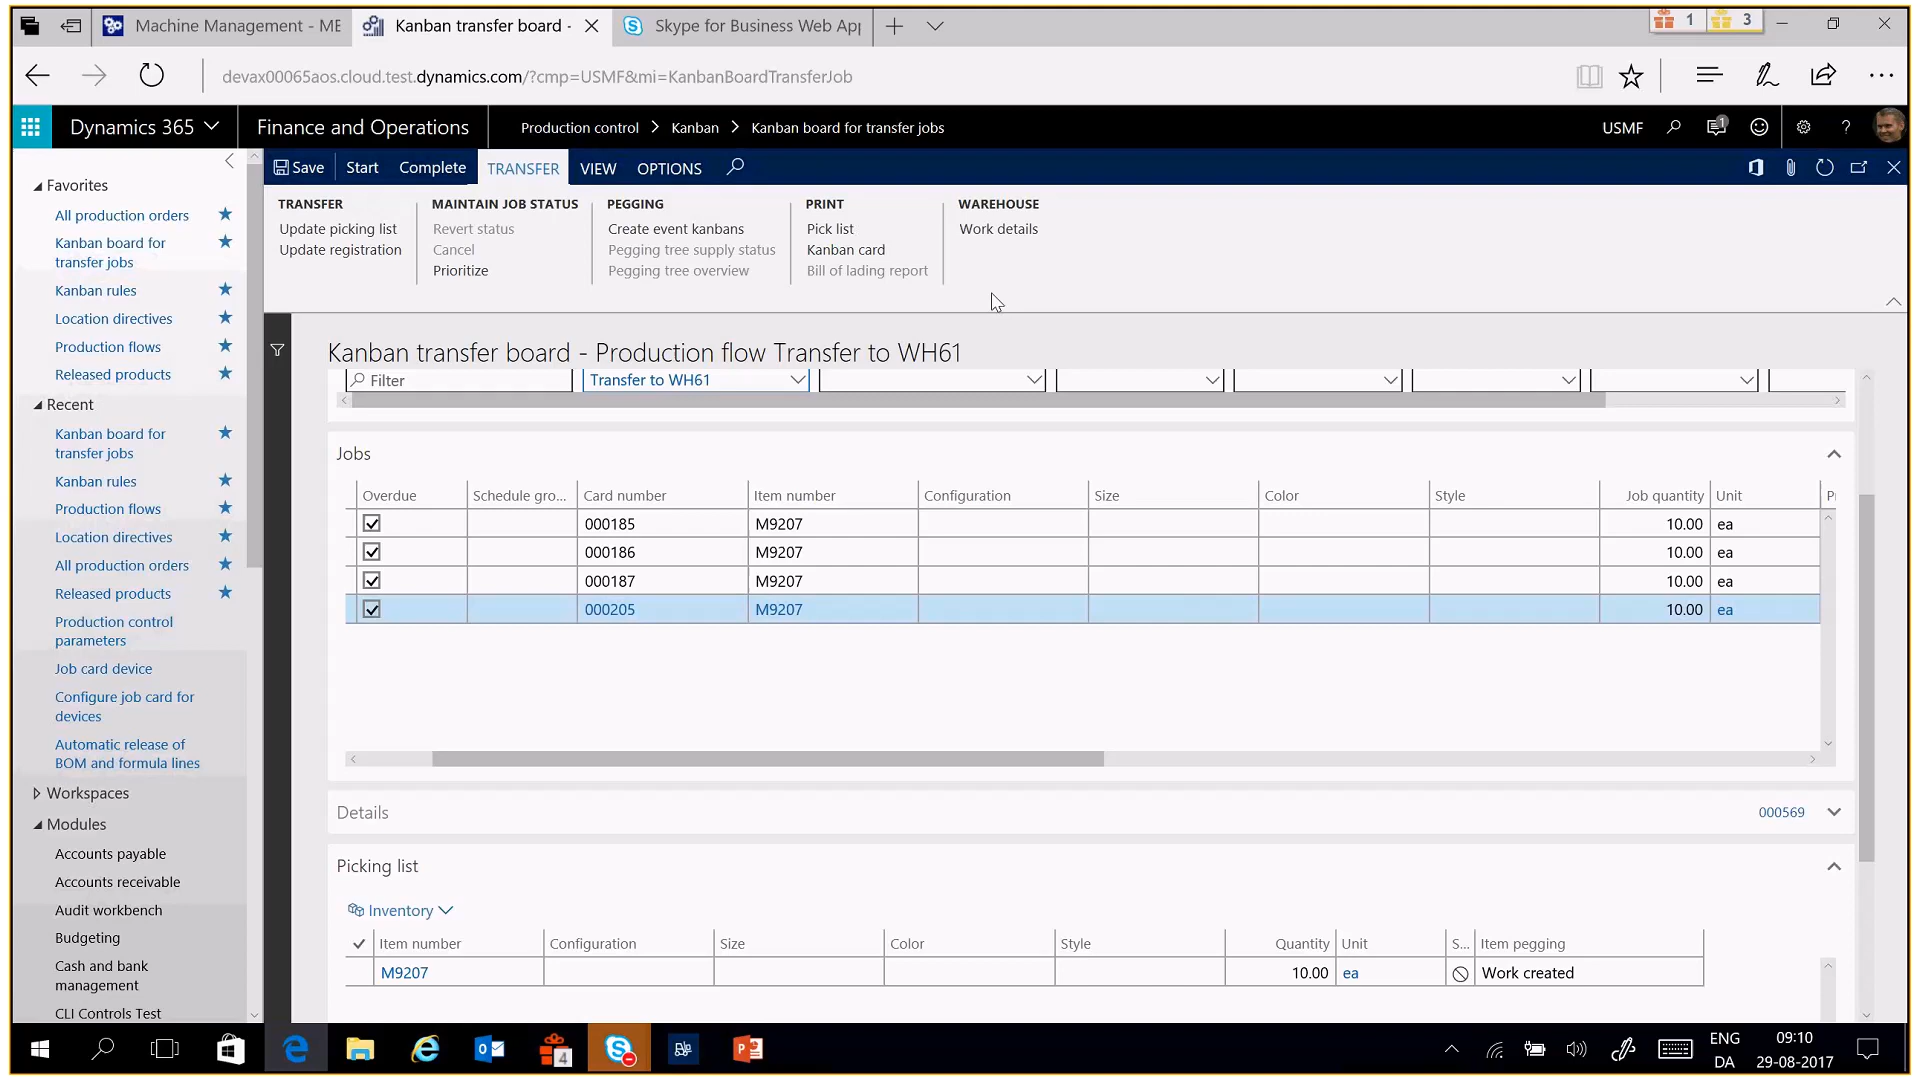 Machine Management - ME
Kanban transfer board -
Skype for Business Web App
1
3
devax00065aos.cloud.test.dynamics.com/?cmp=USMF&mi=KanbanBoardTransferJob
Dynamics 365
Finance and Operations
Production control > Kanban > Kanban board for transfer jobs
USMF
1
?
Save
Start
Complete
TRANSFER
VIEW
OPTIONS
TRANSFER
Update picking list
Update registration
MAINTAIN JOB STATUS
Revert status
Cancel
Prioritize
PEGGING
Create event kanbans
Pegging tree supply status
Pegging tree overview
PRINT
Pick list
Kanban card
Bill of lading report
WAREHOUSE
Work details
Favorites
All production orders
Kanban board for
transfer jobs
Kanban rules
Location directives
Production flows
Released products
Recent
Kanban board for
transfer jobs
Kanban rules
Production flows
Location directives
All production orders
Released products
Production control
parameters
Job card device
Configure job card for
devices
Automatic release of
BOM and formula lines
Workspaces
Modules
Accounts payable
Accounts receivable
Audit workbench
Budgeting
Cash and bank
management
CLI Controls Test
Kanban transfer board - Production flow Transfer to WH61
Filter
Transfer to WH61
Jobs
Overdue Schedule gro... Card number Item number Configuration Size Color Style Job quantity Unit Pr
000185 M9207 10.00 ea
000186 M9207 10.00 ea
000187 M9207 10.00 ea
000205 M9207 10.00 ea
Details
000569
Picking list
Inventory
Item number Configuration Size Color Style Quantity Unit S... Item pegging
M9207 10.00 ea Work created
4
ENG
DA
09:10
29-08-2017